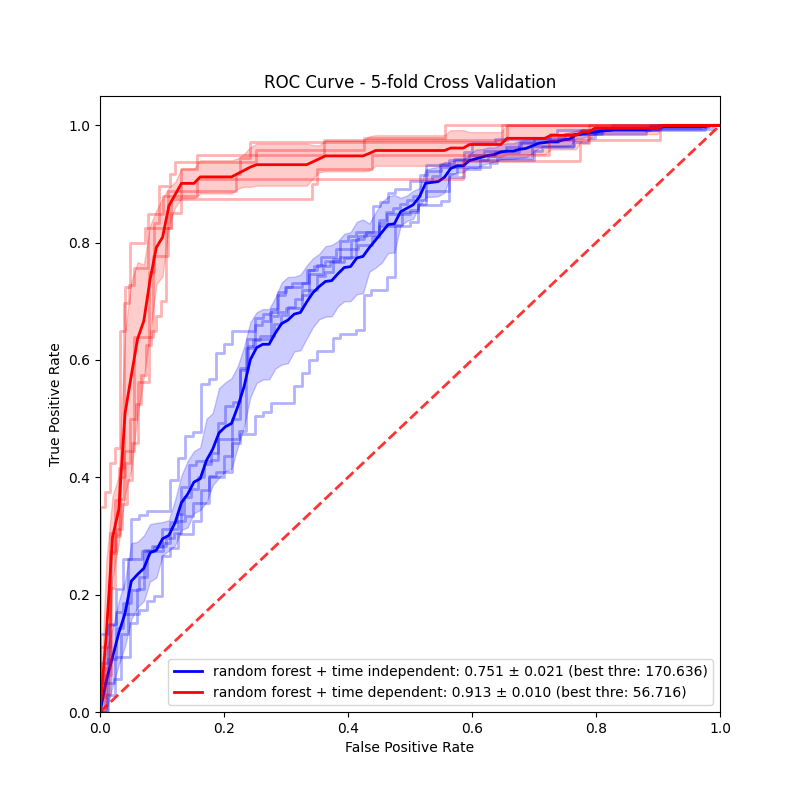 ROC Curve - 5-fold Cross Validation
True Positive Rate
1.0
0.8
0.6
0.4
0.2
0.0
random forest + time independent: 0.751 ± 0.021 (best thre: 170.636)
random forest + time dependent: 0.913 ± 0.010 (best thre: 56.716)
0.0 0.2 0.4 0.6 0.8 1.0
False Positive Rate